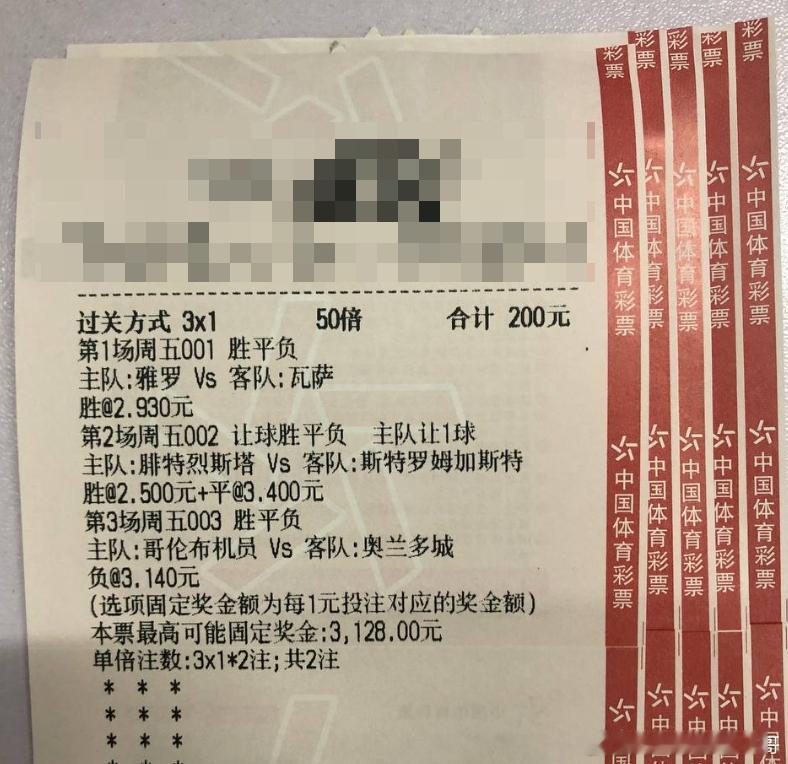 过关方式 3x1 50倍 合计 200元
第1场周五001 胜平负
主队:雅罗 Vs 客队:瓦萨
胜@2.930元
第2场周五002 让球胜平负 主队让1球
主队:腓特烈斯塔 Vs 客队:斯特罗姆加斯特
胜@2.500元+平@3.400元
第3场周五003 胜平负
主队:哥伦布机员 Vs 客队:奥兰多城
负@3.140元
(选项固定奖金额为每1元投注对应的奖金额)
本票最高可能固定奖金:3,128.00元
单倍注数:3x1*2注;共2注
* * *
* * *
* * *
* * *
彩票
彩票
彩票
彩票
彩票
中国体育彩票
中国体育彩票
中国体育彩票
中国体育彩票
中国体育彩票
中国体育彩票
中国体育彩票
中国体育彩票
中国体育彩票
中国体育彩票
中
中国
中国
中国
中国体